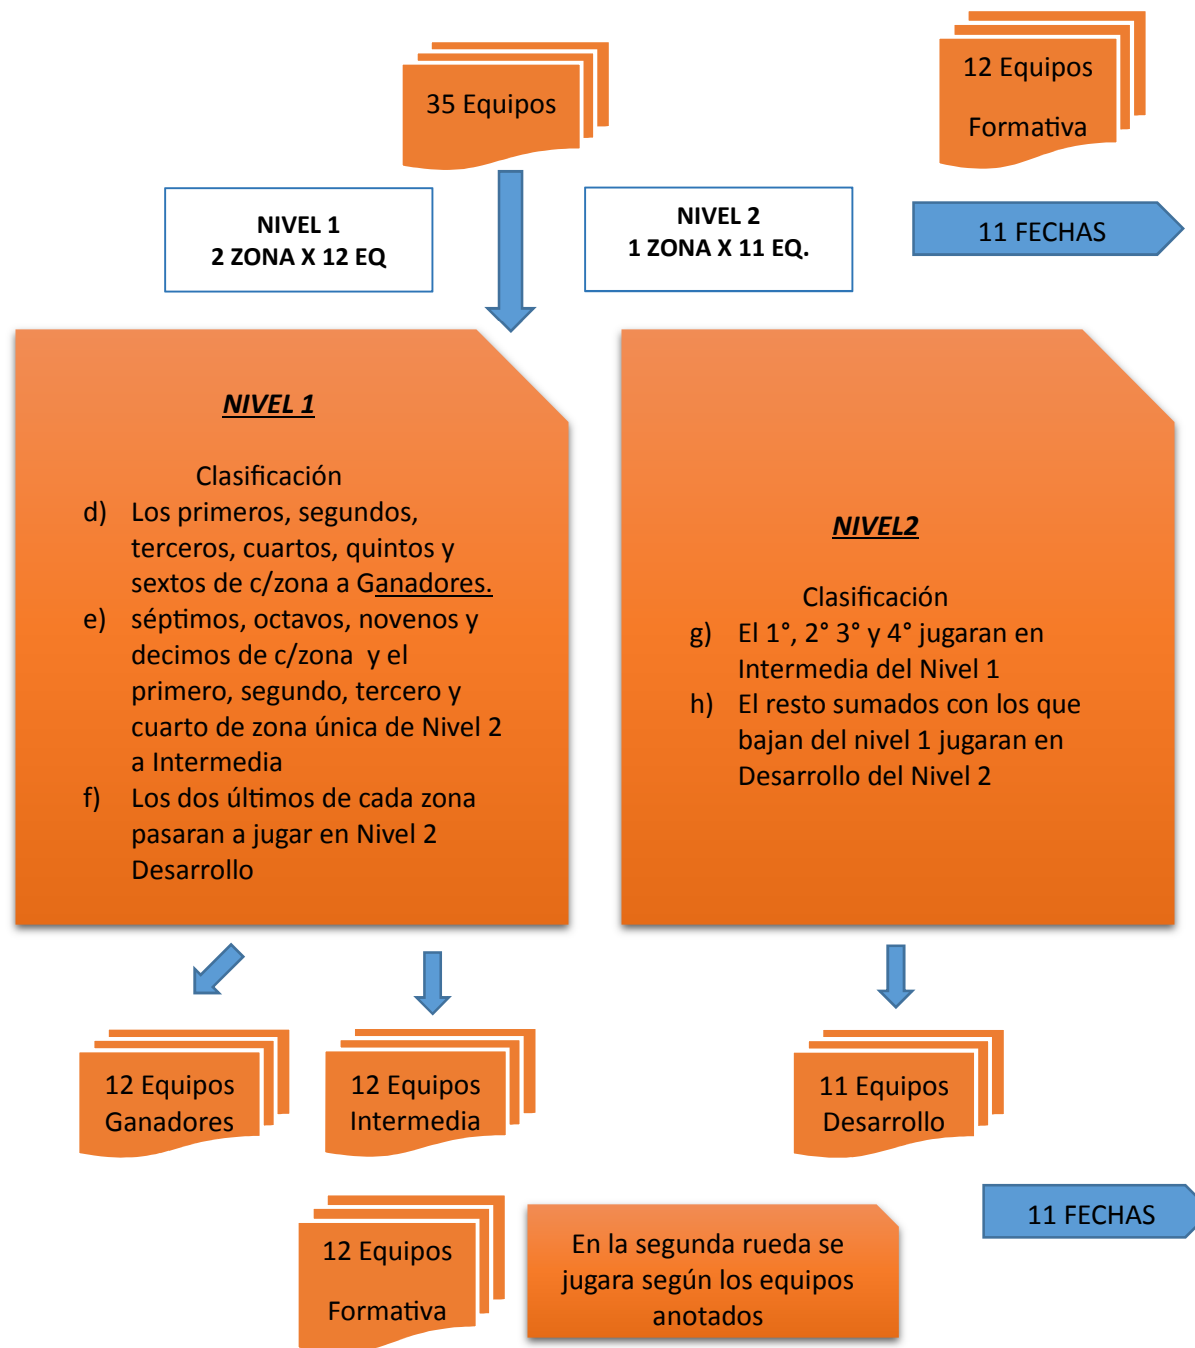 35 Equipos
12 Equipos
Formativa
NIVEL 1
2 ZONA X 12 EQ
NIVEL 2
1 ZONA X 11 EQ.
11 FECHAS
NIVEL 1
Clasificación
d) Los primeros, segundos,
terceros, cuartos, quintos y
sextos de c/zona a Ganadores.
e) séptimos, octavos, novenos y
decimos de c/zona y el
primero, segundo, tercero y
cuarto de zona única de Nivel 2
a Intermedia
f) Los dos últimos de cada zona
pasaran a jugar en Nivel 2
Desarrollo
NIVEL2
Clasificación
g) El 1°, 2° 3° y 4° jugaran en
Intermedia del Nivel 1
h) El resto sumados con los que
bajan del nivel 1 jugaran en
Desarrollo del Nivel 2
12 Equipos
Ganadores
12 Equipos
Intermedia
11 Equipos
Desarrollo
12 Equipos
Formativa
En la segunda rueda se
jugara según los equipos
anotados
11 FECHAS